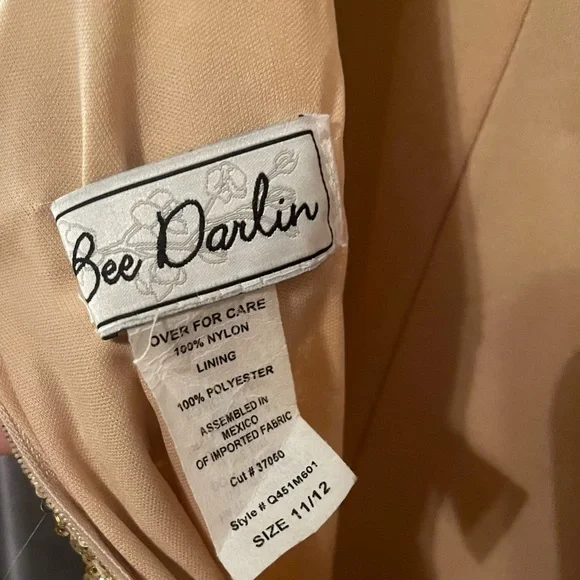 Bee Darlin
OVER FOR CARE
100% NYLON
LINING
100% POLYESTER
ASSEMBLED IN
MEXICO
OF IMPORTED FABRIC
Cut # 37050
Style # Q451M601
SIZE 11/12